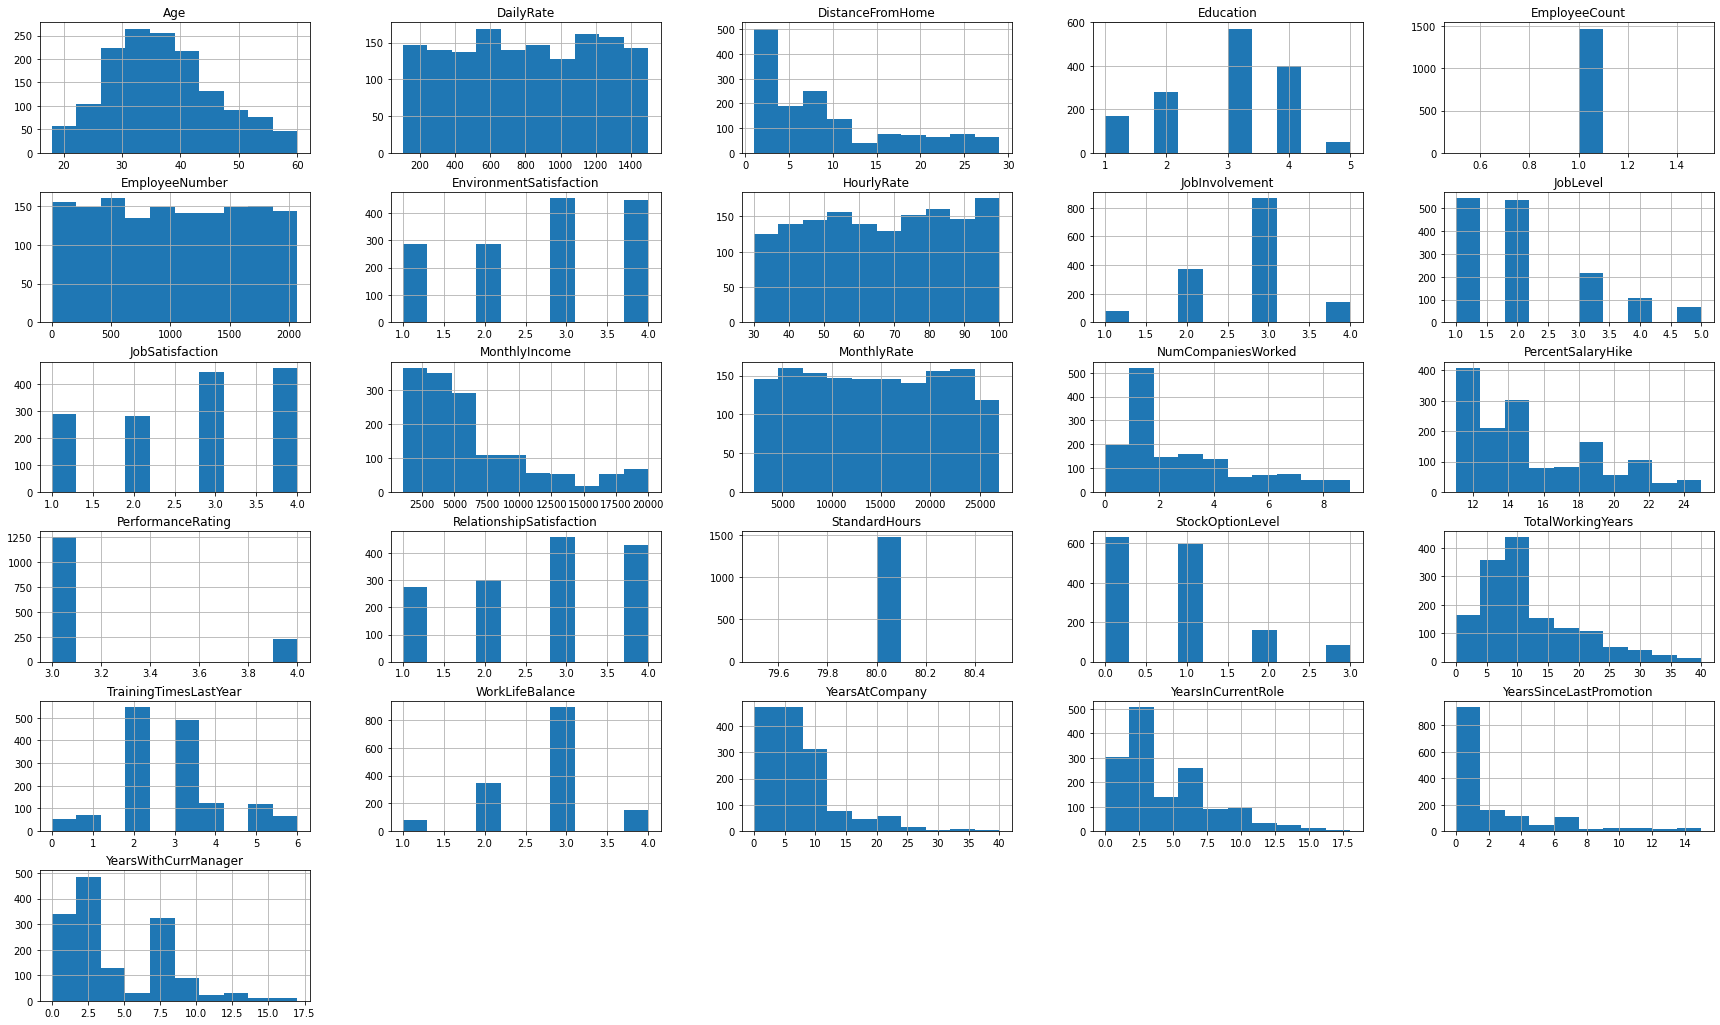 Age
250
200
150
100
50
0
20 30 40 50 60
DailyRate
150
100
50
0
200 400 600 800 1000 1200 1400
DistanceFromHome
500
400
300
200
100
0
0 5 10 15 20 25 30
Education
600
400
200
0
1 2 3 4 5
EmployeeCount
1500
1000
500
0
0.6 0.8 1.0 1.2 1.4
EmployeeNumber
150
100
50
0
0 500 1000 1500 2000
EnvironmentSatisfaction
400
300
200
100
0
1.0 1.5 2.0 2.5 3.0 3.5 4.0
HourlyRate
150
100
50
0
30 40 50 60 70 80 90 100
JobInvolvement
800
600
400
200
0
1.0 1.5 2.0 2.5 3.0 3.5 4.0
JobLevel
500
400
300
200
100
0
1.0 1.5 2.0 2.5 3.0 3.5 4.0 4.5 5.0
JobSatisfaction
400
300
200
100
0
1.0 1.5 2.0 2.5 3.0 3.5 4.0
MonthlyIncome
300
200
100
0
2500 5000 7500 10000 12500 15000 17500 20000
MonthlyRate
150
100
50
0
5000 10000 15000 20000 25000
NumCompaniesWorked
500
400
300
200
100
0
0 2 4 6 8
PercentSalaryHike
400
300
200
100
0
12 14 16 18 20 22 24
PerformanceRating
1250
1000
750
500
250
0
3.0 3.2 3.4 3.6 3.8 4.0
RelationshipSatisfaction
400
300
200
100
0
1.0 1.5 2.0 2.5 3.0 3.5 4.0
StandardHours
1500
1000
500
0
79.6 79.8 80.0 80.2 80.4
StockOptionLevel
600
400
200
0
0.0 0.5 1.0 1.5 2.0 2.5 3.0
TotalWorkingYears
400
300
200
100
0
0 5 10 15 20 25 30 35 40
TrainingTimesLastYear
500
400
300
200
100
0
0 1 2 3 4 5 6
WorkLifeBalance
800
600
400
200
0
1.0 1.5 2.0 2.5 3.0 3.5 4.0
YearsAtCompany
400
300
200
100
0
0 5 10 15 20 25 30 35 40
YearsInCurrentRole
500
400
300
200
100
0
0.0 2.5 5.0 7.5 10.0 12.5 15.0 17.5
YearsSinceLastPromotion
800
600
400
200
0
0 2 4 6 8 10 12 14
YearsWithCurrManager
500
400
300
200
100
0
0.0 2.5 5.0 7.5 10.0 12.5 15.0 17.5